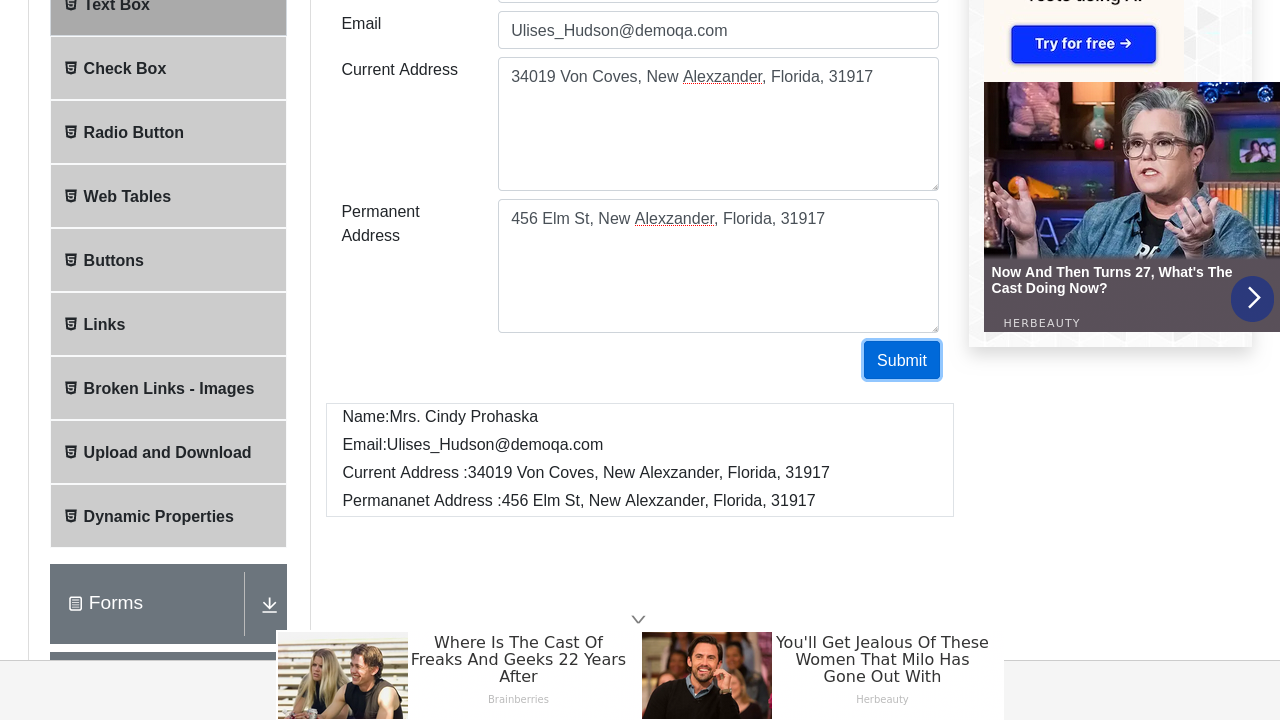 Text Box
Check Box
Radio Button
Web Tables
Buttons
Links
Broken Links - Images
Upload and Download
Dynamic Properties
Forms
Email
Ulises_Hudson@demoqa.com
Current Address
34019 Von Coves, New Alexzander, Florida, 31917
Permanent
Address
456 Elm St, New Alexzander, Florida, 31917
Submit
Name:Mrs. Cindy Prohaska
Email:Ulises_Hudson@demoqa.com
Current Address :34019 Von Coves, New Alexzander, Florida, 31917
Permananet Address :456 Elm St, New Alexzander, Florida, 31917
Try for free →
Now And Then Turns 27, What's The
Cast Doing Now?
HERBEAUTY
Where Is The Cast Of
Freaks And Geeks 22 Years
After
Brainberries
You'll Get Jealous Of These
Women That Milo Has
Gone Out With
Herbeauty